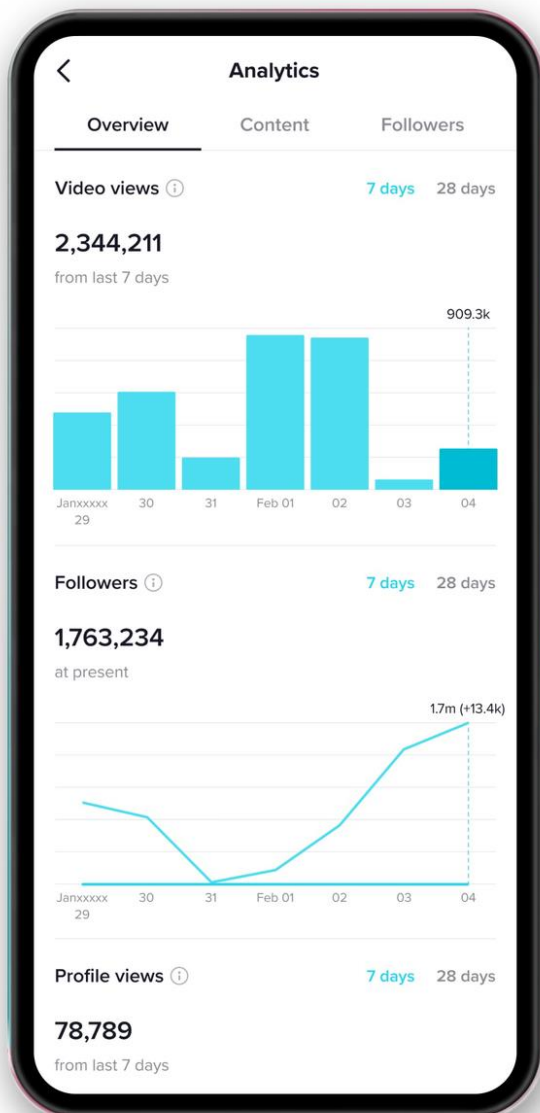 Analytics
Overview Content Followers
Video views 7 days 28 days
2,344,211
from last 7 days
909.3k
Janxxxxx 30 31 Feb 01 02 03 04
29
Followers 7 days 28 days
1,763,234
at present
1.7m (+13.4k)
Janxxxxx 30 31 Feb 01 02 03 04
29
Profile views 7 days 28 days
78,789
from last 7 days